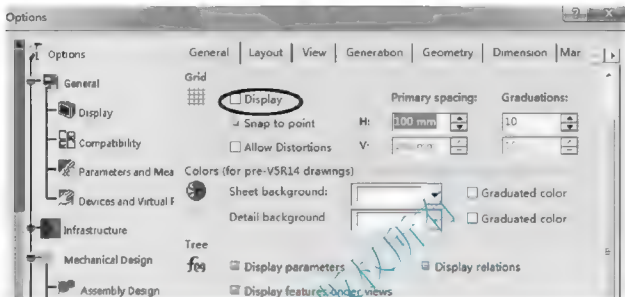 Options
Options
General | Layout | View | Generation | Geometry | Dimension | Mar
General
Display
Compatibility
Parameters and Mea
Devices and Virtual F
Infrastructure
Mechanical Design
Assembly Design
Grid
Display
Primary spacing:
Graduations:
Snap to point
H:
100 mm
10
Allow Distortions
V:
Colors (for pre-V5R14 drawings)
Sheet background:
Graduated color
Detail background
Graduated color
Tree
Display parameters
Display relations
Display features under views